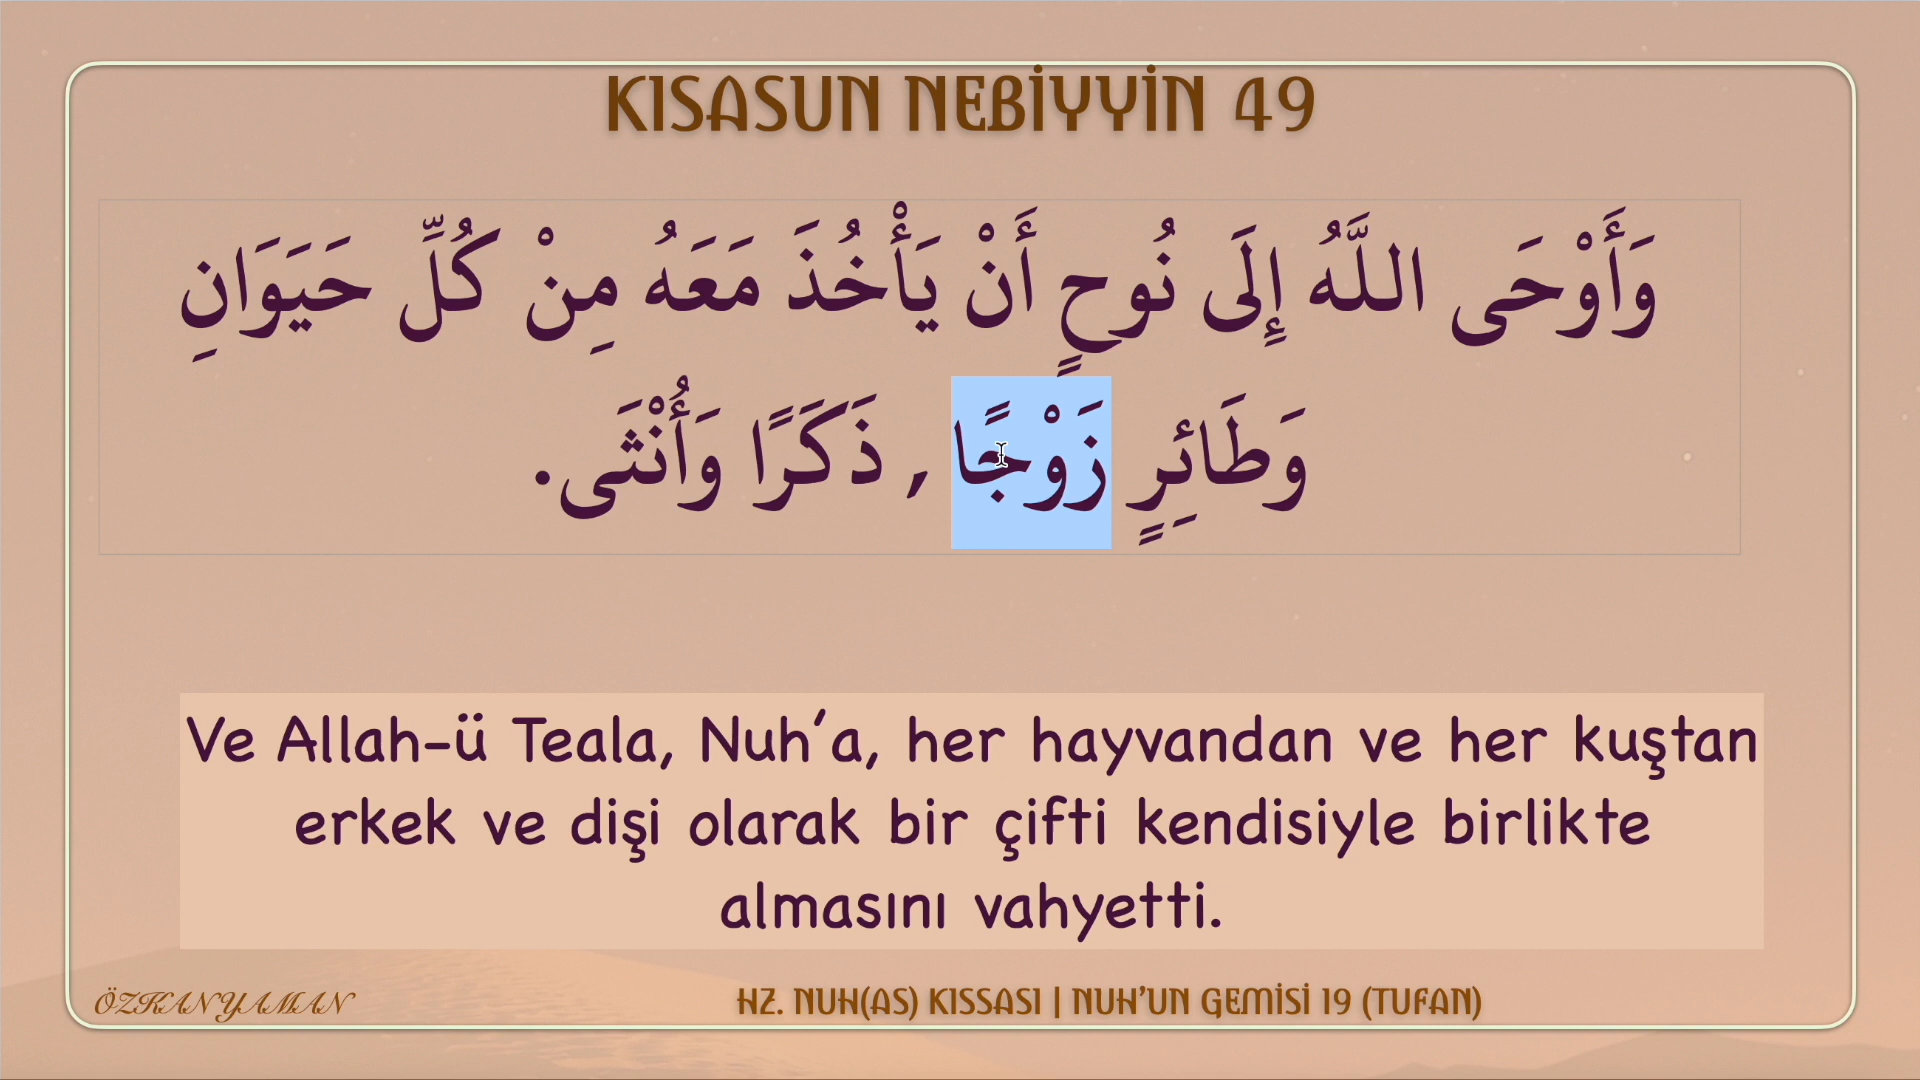 KISASUN NEBİYYİN 49
وَأَوْحَى اللَّهُ إِلَى نُوحٍ أَنْ يَأْخُذَ مَعَهُ مِنْ كُلِّ حَيَوَانِ
وَطَائِرٍ زَوْجًا , ذَكَرًا وَأُنْثَى.
Ve Allah-ü Teala, Nuh'a, her hayvandan ve her kuştan
erkek ve dişi olarak bir çifti kendisiyle birlikte
almasını vahyetti.
ÖZKAN YAMAN
HZ. NUH(AS) KISSASI | NUH'UN GEMİSİ 19 (TUFAN)